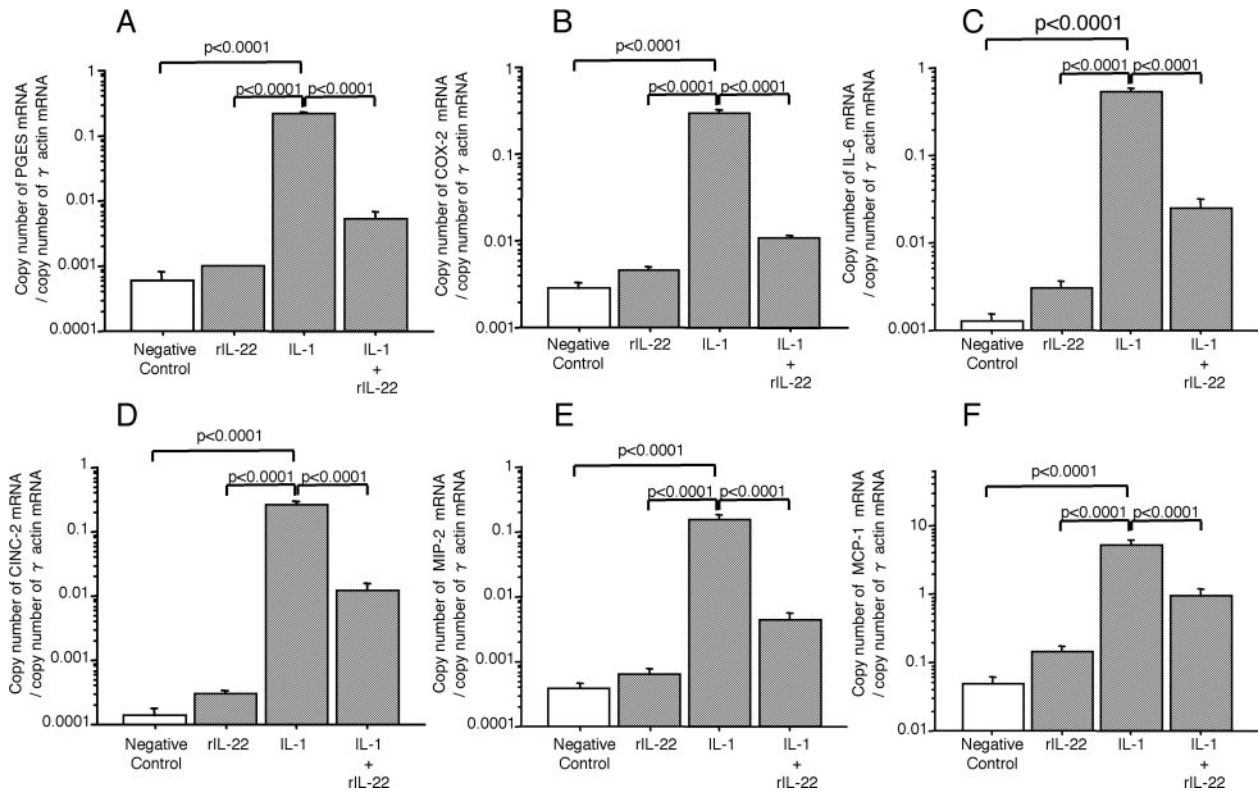 A
p<0.0001
p<0.0001
p<0.0001
Copy number of PGES mRNA
/ copy number of γ actin mRNA
1
0.1
0.01
0.001
0.0001
Negative
Control
rIL-22
IL-1
IL-1
+
rIL-22
B
p<0.0001
p<0.0001
p<0.0001
Copy number of COX-2 mRNA
/ copy number of γ actin mRNA
1
0.1
0.01
0.001
Negative
Control
rIL-22
IL-1
IL-1
+
rIL-22
C
p<0.0001
p<0.0001
p<0.0001
Copy number of IL-6 mRNA
/ copy number of γ actin mRNA
1
0.1
0.01
0.001
Negative
Control
rIL-22
IL-1
IL-1
+
rIL-22
D
p<0.0001
p<0.0001
p<0.0001
Copy number of CINC-2 mRNA
/ copy number of γ actin mRNA
1
0.1
0.01
0.001
0.0001
Negative
Control
rIL-22
IL-1
IL-1
+
rIL-22
E
p<0.0001
p<0.0001
p<0.0001
Copy number of MIP-2 mRNA
/ copy number of γ actin mRNA
1
0.1
0.01
0.001
0.0001
Negative
Control
rIL-22
IL-1
IL-1
+
rIL-22
F
p<0.0001
p<0.0001
p<0.0001
Copy number of MCP-1 mRNA
/ copy number of γ actin mRNA
10
1
0.1
0.01
Negative
Control
rIL-22
IL-1
IL-1
+
rIL-22